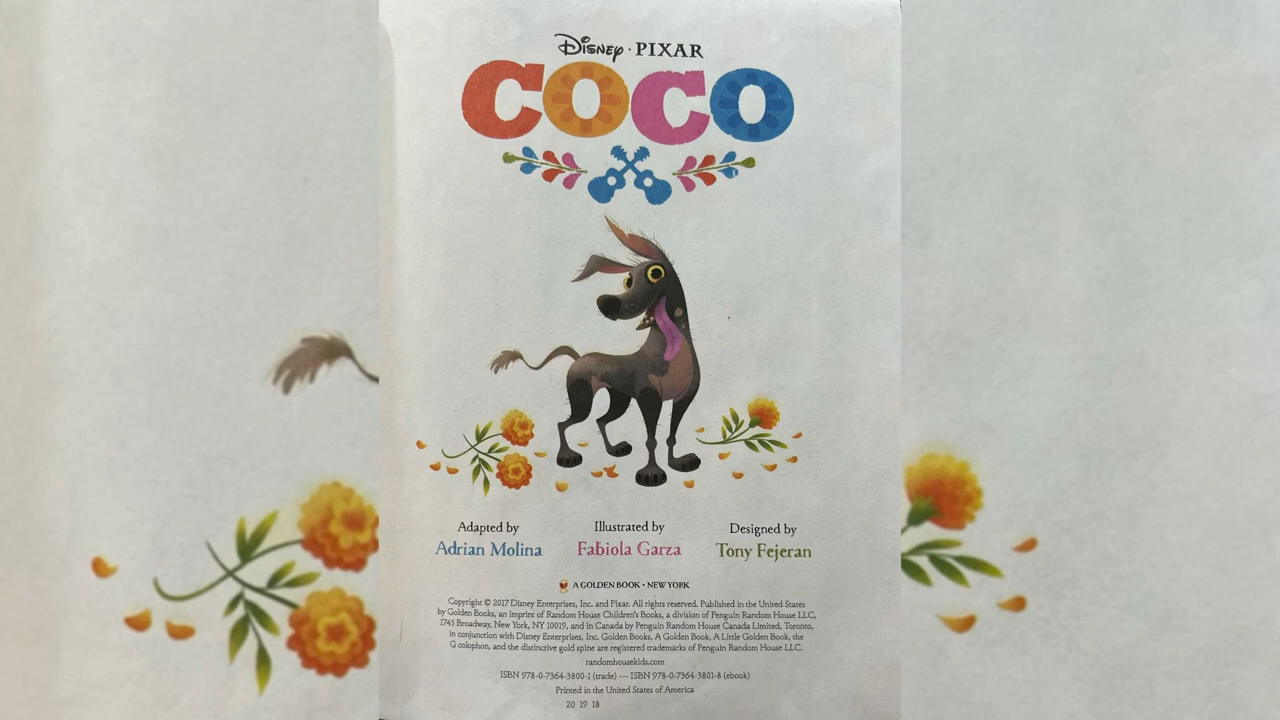 Disney · PIXAR
COCO
Adapted by
Adrian Molina
Illustrated by
Fabiola Garza
Designed by
Tony Fejeran
A GOLDEN BOOK • NEW YORK
Copyright © 2017 Disney Enterprises, Inc. and Pixar. All rights reserved. Published in the United States
by Golden Books, an imprint of Random House Children's Books, a division of Penguin Random House LLC,
1745 Broadway, New York, NY 10019, and in Canada by Penguin Random House Canada Limited, Toronto,
in conjunction with Disney Enterprises, Inc. Golden Books, A Golden Book, A Little Golden Book, the
G colophon, and the distinctive gold spine are registered trademarks of Penguin Random House LLC.
randomhousekids.com
ISBN 978-0-7364-3800-1 (trade) — ISBN 978-0-7364-3801-8 (ebook)
Printed in the United States of America
20 19 18